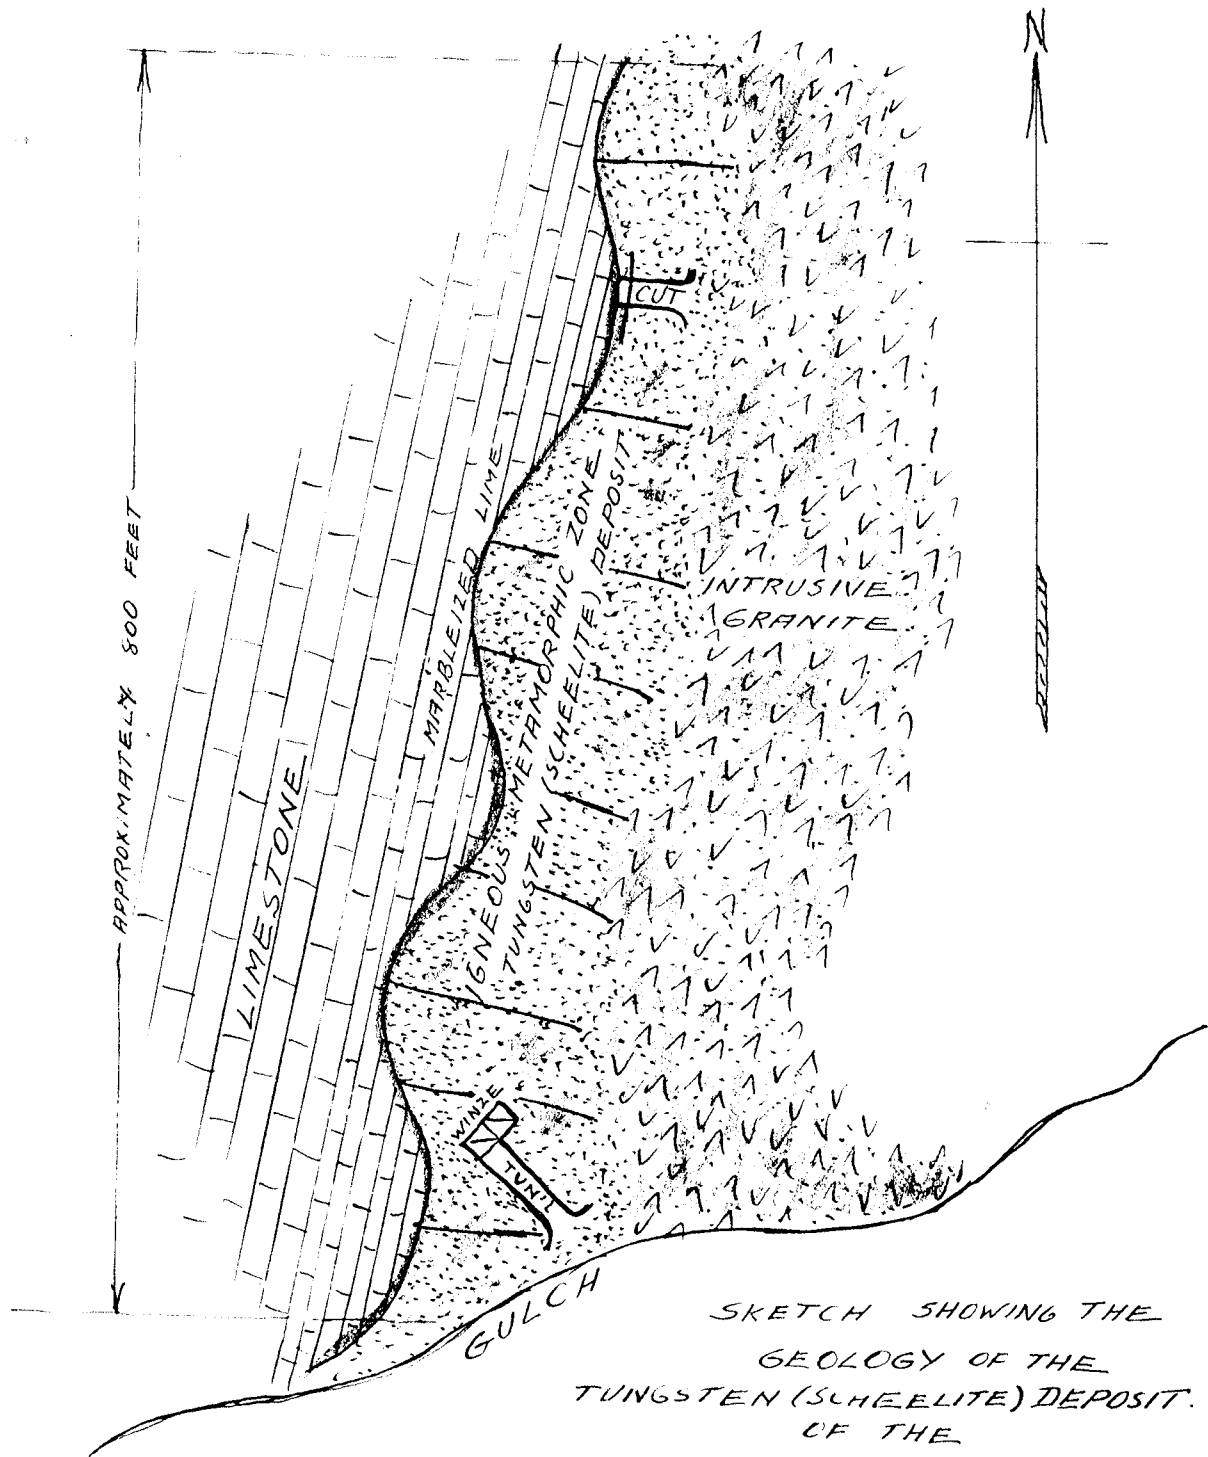 N
CUT
APPROXIMATELY 800 FEET
LIMESTONE
MARBLEIZED LIME
IGNEOUS METAMORPHIC ZONE
TUNGSTEN (SCHEELITE) DEPOSIT
INTRUSIVE
GRANITE
WINZE
TUNL
GULCH
SKETCH SHOWING THE
GEOLOGY OF THE
TUNGSTEN (SCHEELITE) DEPOSIT.
OF THE